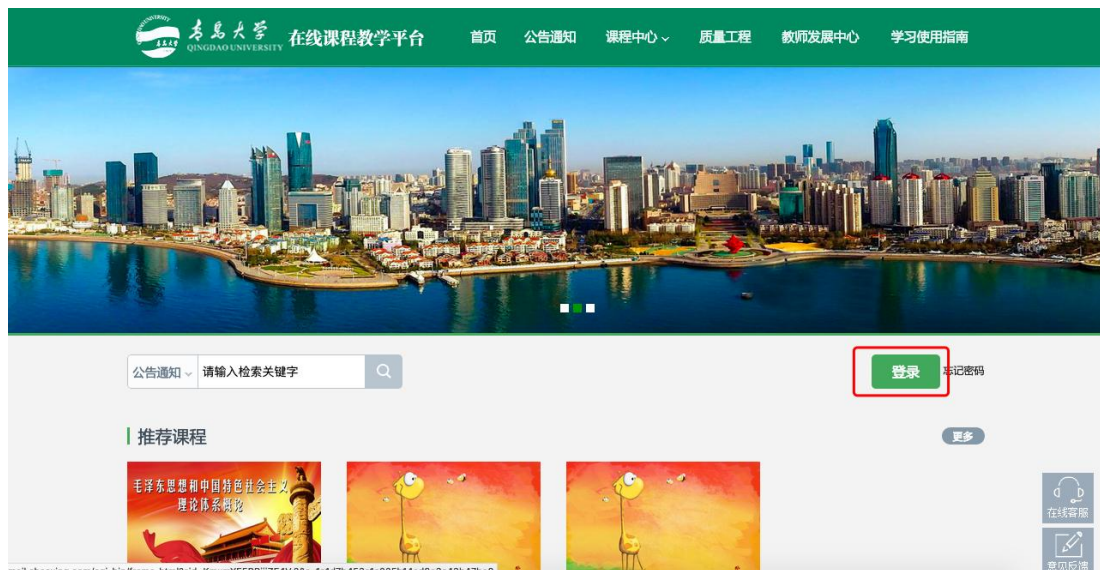 青岛大学
QINGDAO UNIVERSITY
在线课程教学平台
首页 公告通知 课程中心 质量工程 教师发展中心 学习使用指南
公告通知 请输入检索关键字
登录 忘记密码
推荐课程 更多
毛泽东思想和中国特色社会主义
理论体系概论
在线客服
意见反馈